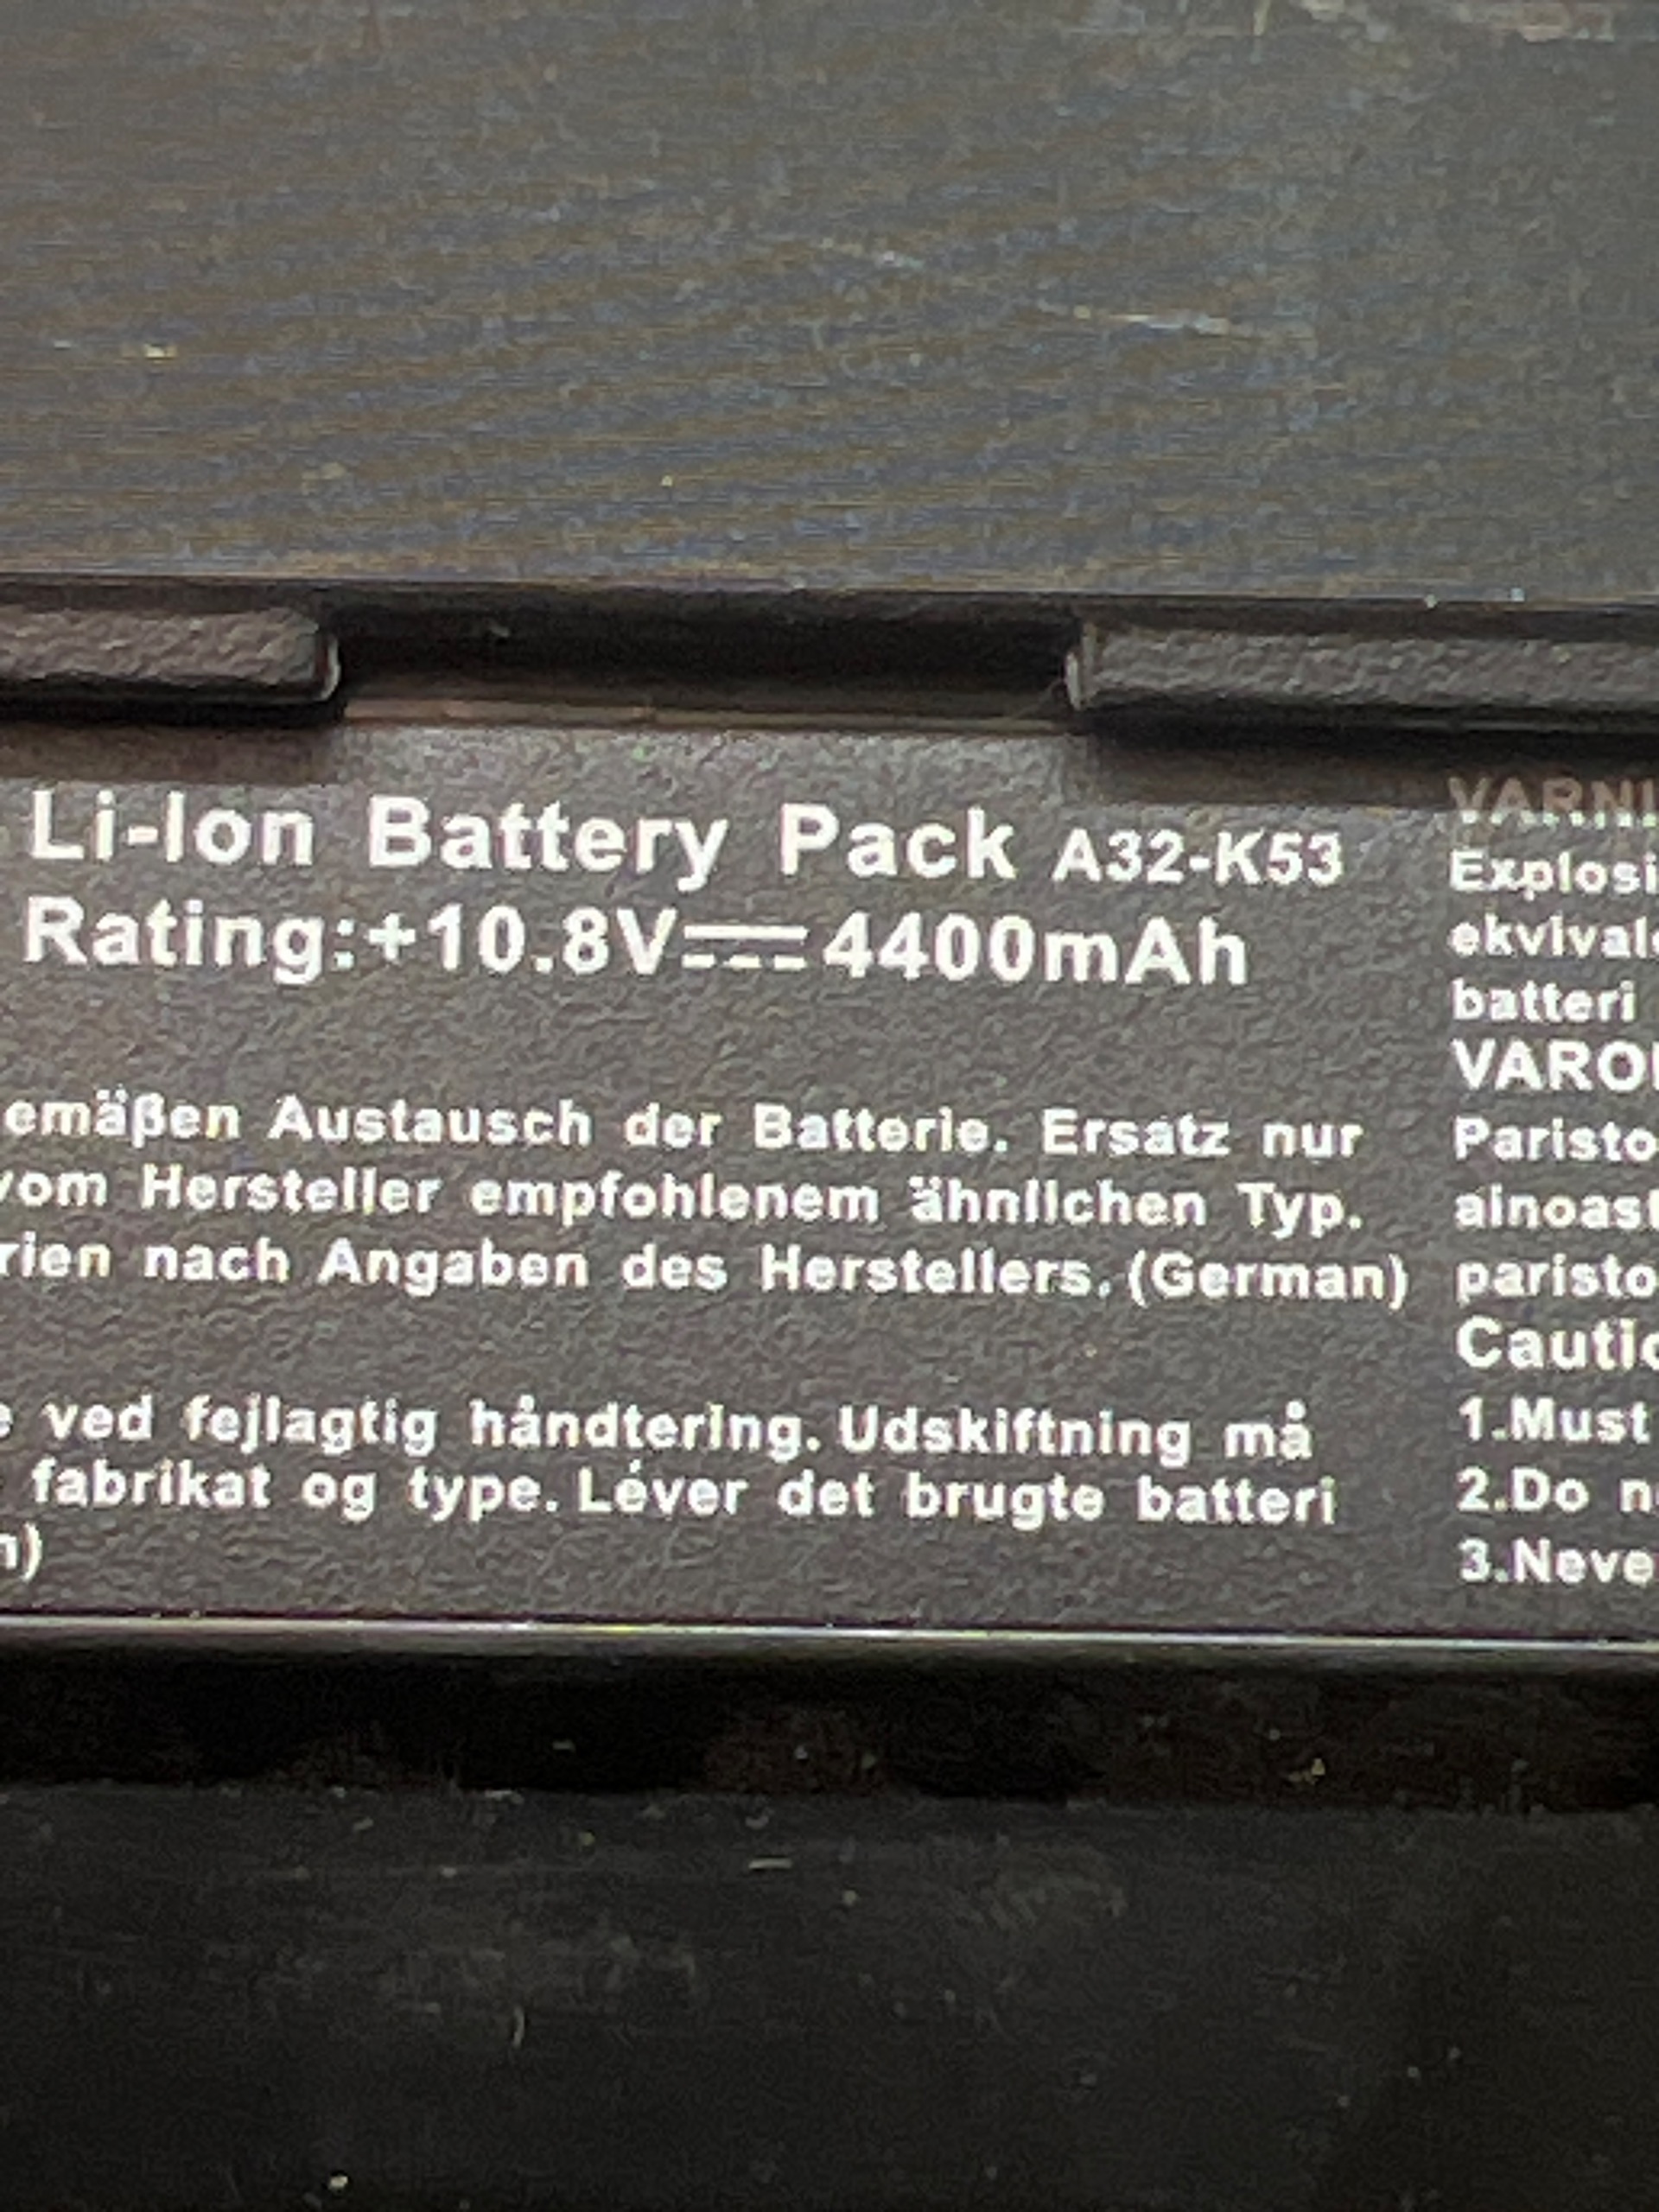 Li-Ion Battery Pack A32-K53
Rating:+10.8V⎓4400mAh
emäßen Austausch der Batterie. Ersatz nur
vom Hersteller empfohlenem ähnlichen Typ.
rien nach Angaben des Herstellers. (German)
e ved fejlagtig håndtering. Udskiftning må
fabrikat og type. Léver det brugte batteri
n)
VARNI
Explosi
ekvival
batteri
VARO
Paristo
ainoast
paristo
Cautio
1.Must
2.Do n
3.Neve